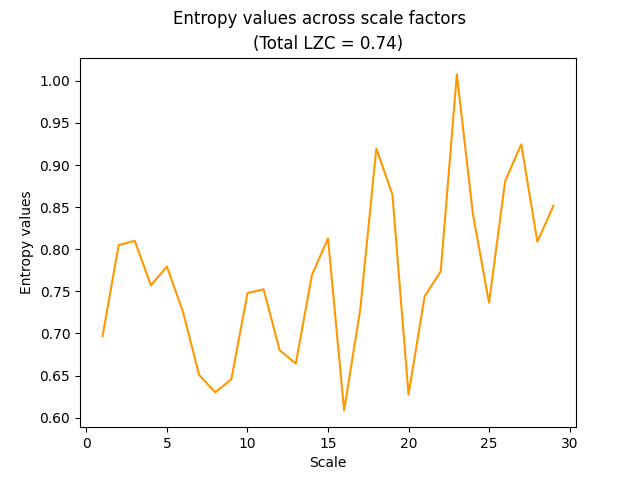 Entropy values across scale factors
(Total LZC = 0.74)
1.00
0.95
0.90
0.85
0.80
0.75
0.70
0.65
0.60
Entropy values
0 5 10 15 20 25 30
Scale